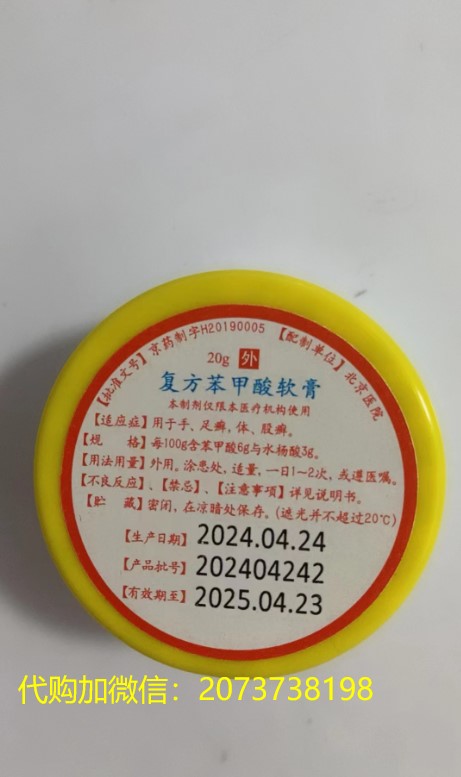 【批准文号】京药制字H20190005 【配制单位】北京医院
20g 外
复方苯甲酸软膏
本制剂仅限本医疗机构使用
【适应症】用于手、足癣,体、股癣。
【规 格】每100g含苯甲酸6g与水杨酸3g。
【用法用量】外用。涂患处,适量,一日1~2次,或遵医嘱。
【不良反应】、【禁忌】、【注意事项】详见说明书。
【贮 藏】密闭,在凉暗处保存。(遮光并不超过20℃)
【生产日期】 2024.04.24
【产品批号】 202404242
【有效期至】 2025.04.23
代购加微信:2073738198